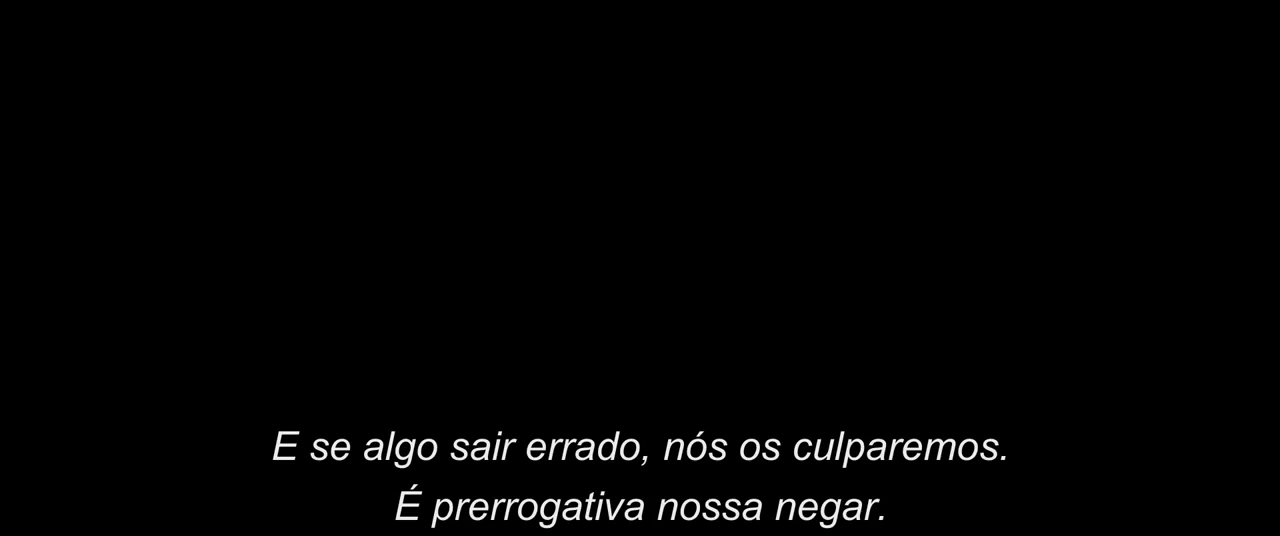 E se algo sair errado, nós os culparemos.
É prerrogativa nossa negar.